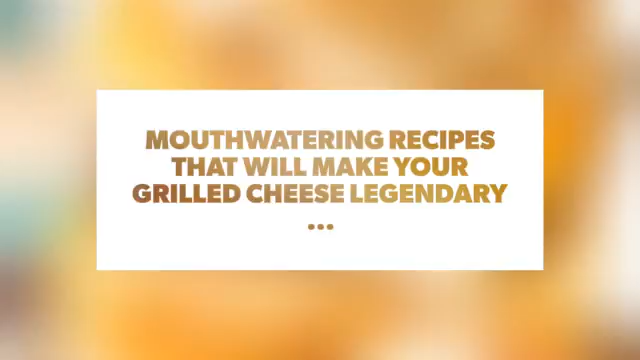 MOUTHWATERING RECIPES
THAT WILL MAKE YOUR
GRILLED CHEESE LEGENDARY
...